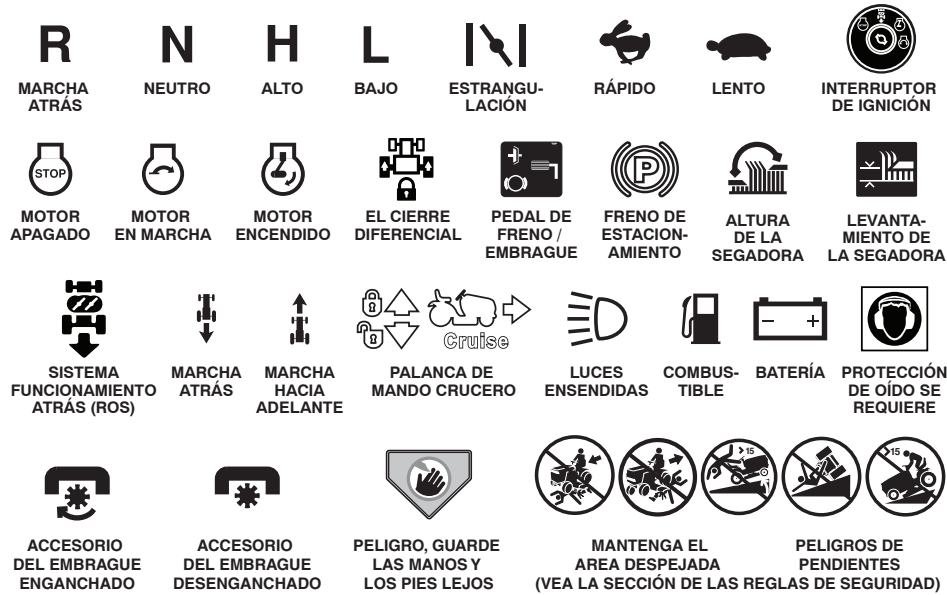 R N H L
MARCHA
ATRÁS
NEUTRO
ALTO
BAJO
ESTRANGU-
LACIÓN
RÁPIDO
LENTO
INTERRUPTOR
DE IGNICIÓN
STOP
P
MOTOR
APAGADO
MOTOR
EN MARCHA
MOTOR
ENCENDIDO
EL CIERRE
DIFERENCIAL
PEDAL DE
FRENO /
EMBRAGUE
FRENO DE
ESTACION-
AMIENTO
ALTURA
DE LA
SEGADORA
LEVANTA-
MIENTO DE
LA SEGADORA
Cruise
- +
SISTEMA
FUNCIONAMIENTO
ATRÁS (ROS)
MARCHA
ATRÁS
MARCHA
HACIA
ADELANTE
PALANCA DE
MANDO CRUCERO
LUCES
ENSENDIDAS
COMBUS-
TIBLE
BATERÍA
PROTECCIÓN
DE OÍDO SE
REQUIERE
>15
>15
ACCESORIO
DEL EMBRAGUE
ENGANCHADO
ACCESORIO
DEL EMBRAGUE
DESENGANCHADO
PELIGRO, GUARDE
LAS MANOS Y
LOS PIES LEJOS
MANTENGA EL
AREA DESPEJADA
PELIGROS DE
PENDIENTES
(VEA LA SECCIÓN DE LAS REGLAS DE SEGURIDAD)